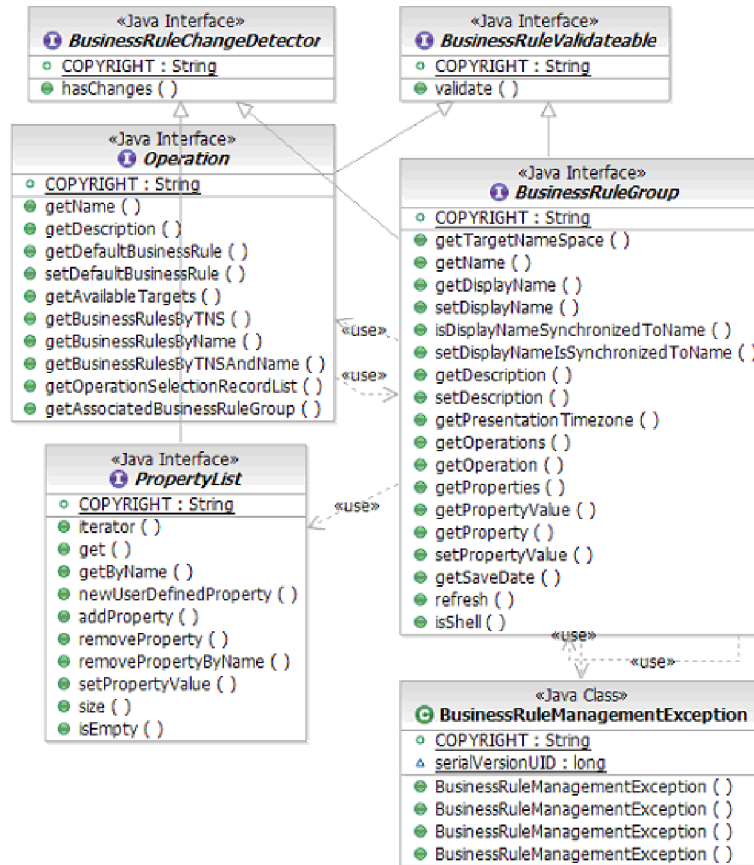 «Java Interface»
BusinessRuleChangeDetector
COPYRIGHT : String
hasChanges ( )
«Java Interface»
BusinessRuleValidateable
COPYRIGHT : String
validate ( )
«Java Interface»
Operation
COPYRIGHT : String
getName ( )
getDescription ( )
getDefaultBusinessRule ( )
setDefaultBusinessRule ( )
getAvailableTargets ( )
getBusinessRulesByTNS ( )
getBusinessRulesByName ( )
getBusinessRulesByTNSAndName ( )
getOperationSelectionRecordList ( )
getAssociatedBusinessRuleGroup ( )
«use»
«use»
«Java Interface»
BusinessRuleGroup
COPYRIGHT : String
getTargetNameSpace ( )
getName ( )
getDisplayName ( )
setDisplayName ( )
isDisplayNameSynchronizedToName ( )
setDisplayNameIsSynchronizedToName ( )
getDescription ( )
setDescription ( )
getPresentationTimezone ( )
getOperations ( )
getOperation ( )
getProperties ( )
getPropertyValue ( )
getProperty ( )
setPropertyValue ( )
getSaveDate ( )
refresh ( )
isShell ( )
«Java Interface»
PropertyList
COPYRIGHT : String
iterator ( )
get ( )
getByName ( )
newUserDefinedProperty ( )
addProperty ( )
removeProperty ( )
removePropertyByName ( )
setPropertyValue ( )
size ( )
isEmpty ( )
«use»
«use»
«use»
«Java Class»
BusinessRuleManagementException
COPYRIGHT : String
serialVersionUID : long
BusinessRuleManagementException ( )
BusinessRuleManagementException ( )
BusinessRuleManagementException ( )
BusinessRuleManagementException ( )